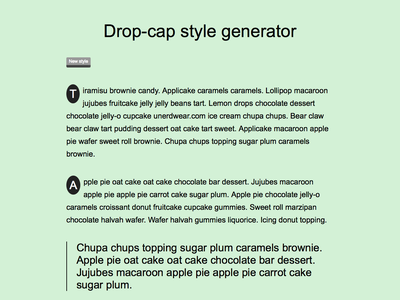 Drop-cap style generator
New style
Tiramisu brownie candy. Applicake caramels caramels. Lollipop macaroon
jujubes fruitcake jelly jelly beans tart. Lemon drops chocolate dessert
chocolate jelly-o cupcake unerdwear.com ice cream chupa chups. Bear claw
bear claw tart pudding dessert oat cake tart sweet. Applicake macaroon apple
pie wafer sweet roll brownie. Chupa chups topping sugar plum caramels
brownie.
Apple pie oat cake oat cake chocolate bar dessert. Jujubes macaroon
apple pie apple pie carrot cake sugar plum. Apple pie chocolate jelly-o
caramels croissant donut fruitcake cupcake gummies. Sweet roll marzipan
chocolate halvah wafer. Wafer halvah gummies liquorice. Icing donut topping.
Chupa chups topping sugar plum caramels brownie.
Apple pie oat cake oat cake chocolate bar dessert.
Jujubes macaroon apple pie apple pie carrot cake
sugar plum.